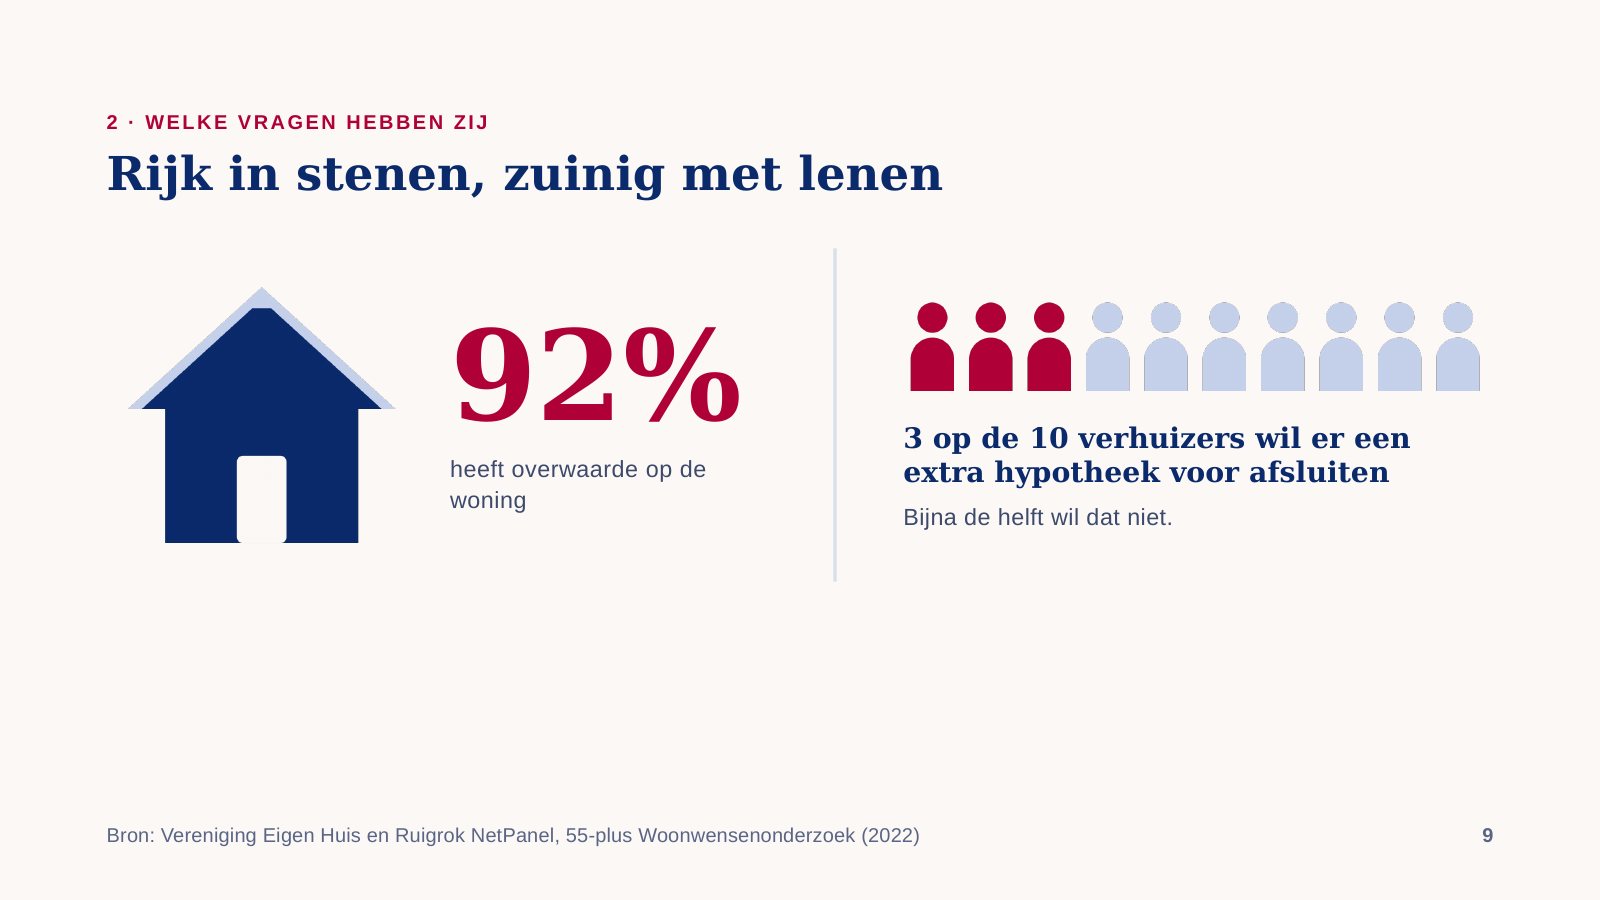 2 · WELKE VRAGEN HEBBEN ZIJ
Rijk in stenen, zuinig met lenen
92%
heeft overwaarde op de
woning
3 op de 10 verhuizers wil er een
extra hypotheek voor afsluiten
Bijna de helft wil dat niet.
Bron: Vereniging Eigen Huis en Ruigrok NetPanel, 55-plus Woonwensenonderzoek (2022)
9